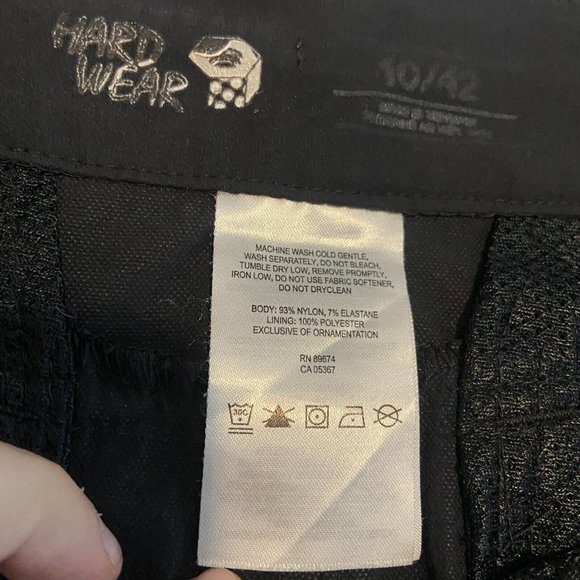 HARD
WEAR
10/42
MACHINE WASH COLD GENTLE,
WASH SEPARATELY, DO NOT BLEACH,
TUMBLE DRY LOW, REMOVE PROMPTLY,
IRON LOW, DO NOT USE FABRIC SOFTENER,
DO NOT DRYCLEAN
BODY: 93% NYLON, 7% ELASTANE
LINING: 100% POLYESTER
EXCLUSIVE OF ORNAMENTATION
RN 89674
CA 05367
30C